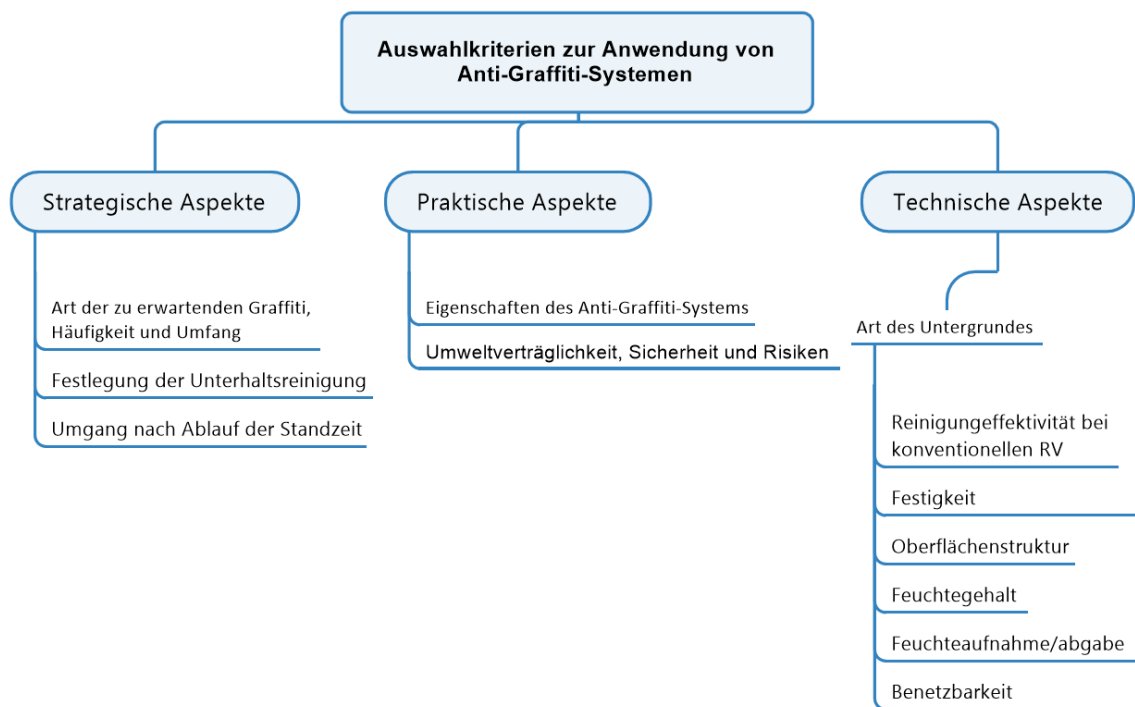 Auswahlkriterien zur Anwendung von
Anti-Graffiti-Systemen
Strategische Aspekte
Art der zu erwartenden Graffiti,
Häufigkeit und Umfang
Festlegung der Unterhaltsreinigung
Umgang nach Ablauf der Standzeit
Praktische Aspekte
Eigenschaften des Anti-Graffiti-Systems
Umweltverträglichkeit, Sicherheit und Risiken
Technische Aspekte
Art des Untergrundes
Reinigungeffektivität bei
konventionellen RV
Festigkeit
Oberflächenstruktur
Feuchtegehalt
Feuchteaufnahme/abgabe
Benetzbarkeit